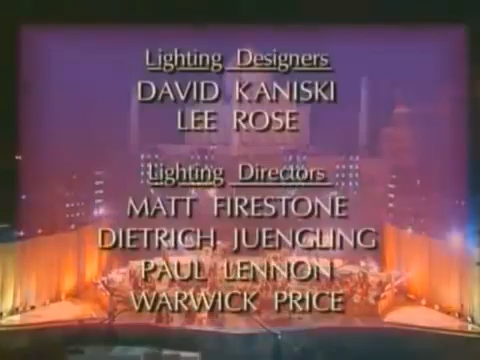 Lighting Designers
DAVID KANISKI
LEE ROSE
Lighting Directors
MATT FIRESTONE
DIETRICH JUENGLING
PAUL LENNON
WARWICK PRICE